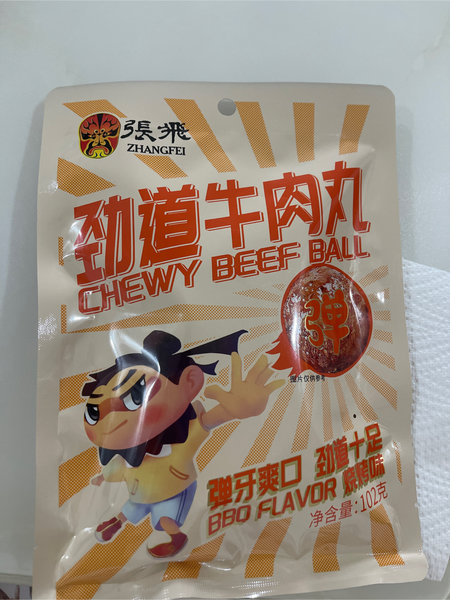 張飛
ZHANGFEI
劲道牛肉丸
CHEWY BEEF BALL
弹
图片仅供参考
弹牙爽口 劲道十足
BBQ FLAVOR 烧烤味
净含量:102克